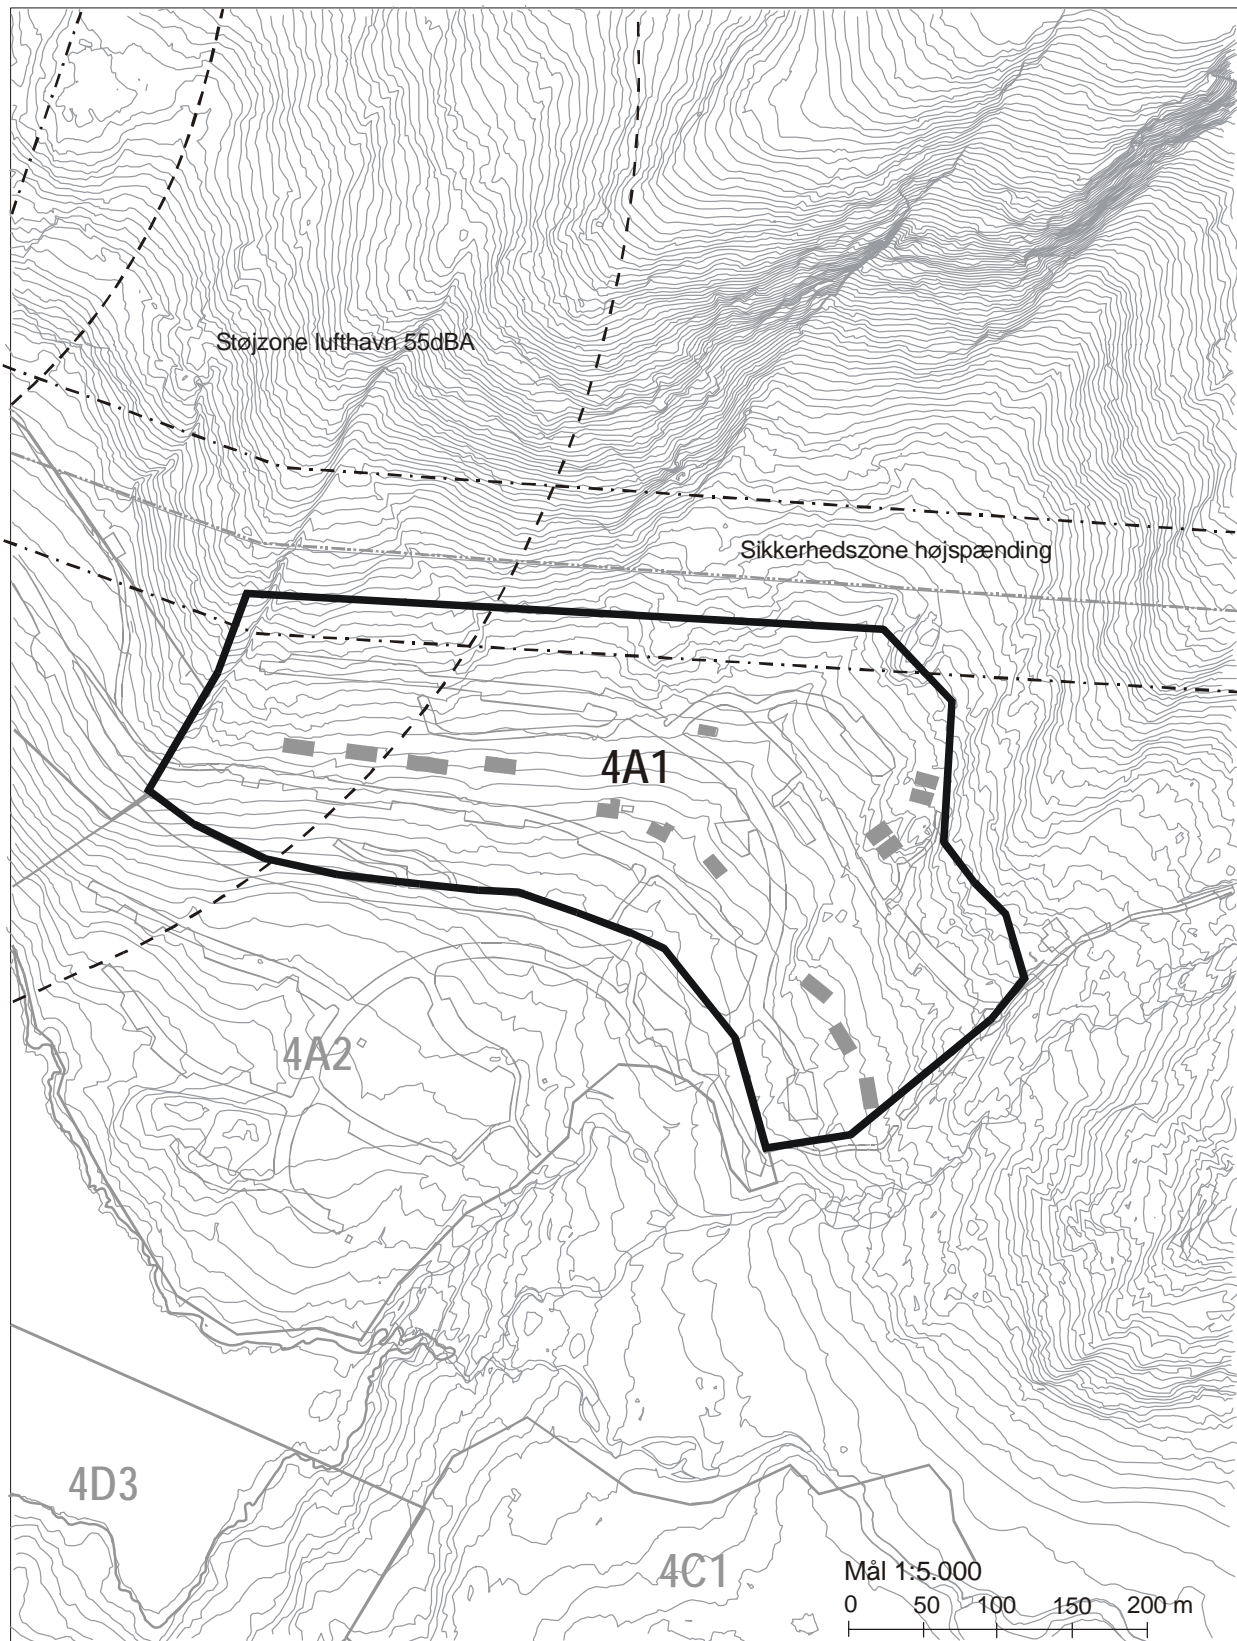 Støjzone lufthavn 55dBA
Sikkerhedszone højspænding
4A1
4A2
4D3
4C1
Mål 1:5.000
0 50 100 150 200 m